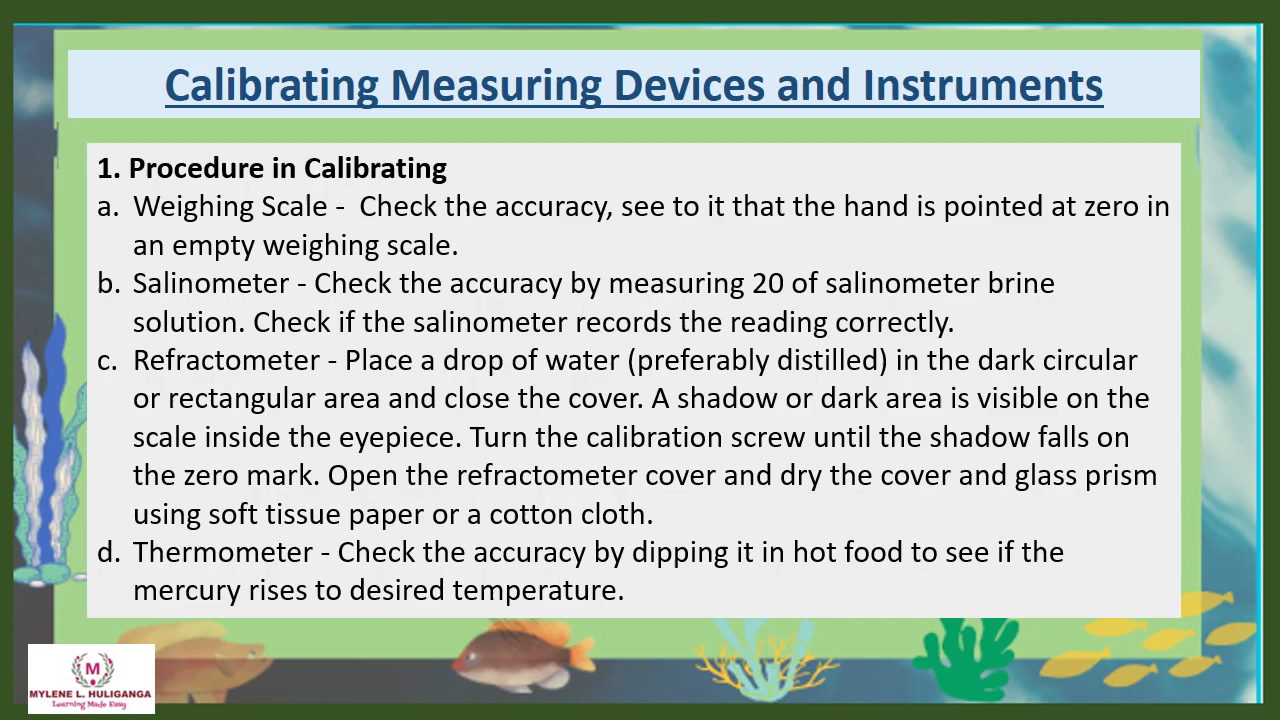 Calibrating Measuring Devices and Instruments
1. Procedure in Calibrating
a. Weighing Scale - Check the accuracy, see to it that the hand is pointed at zero in
an empty weighing scale.
b. Salinometer - Check the accuracy by measuring 20 of salinometer brine
solution. Check if the salinometer records the reading correctly.
c. Refractometer - Place a drop of water (preferably distilled) in the dark circular
or rectangular area and close the cover. A shadow or dark area is visible on the
scale inside the eyepiece. Turn the calibration screw until the shadow falls on
the zero mark. Open the refractometer cover and dry the cover and glass prism
using soft tissue paper or a cotton cloth.
d. Thermometer - Check the accuracy by dipping it in hot food to see if the
mercury rises to desired temperature.
M
MYLENE L. HULIGANGA
Learning Made Easy